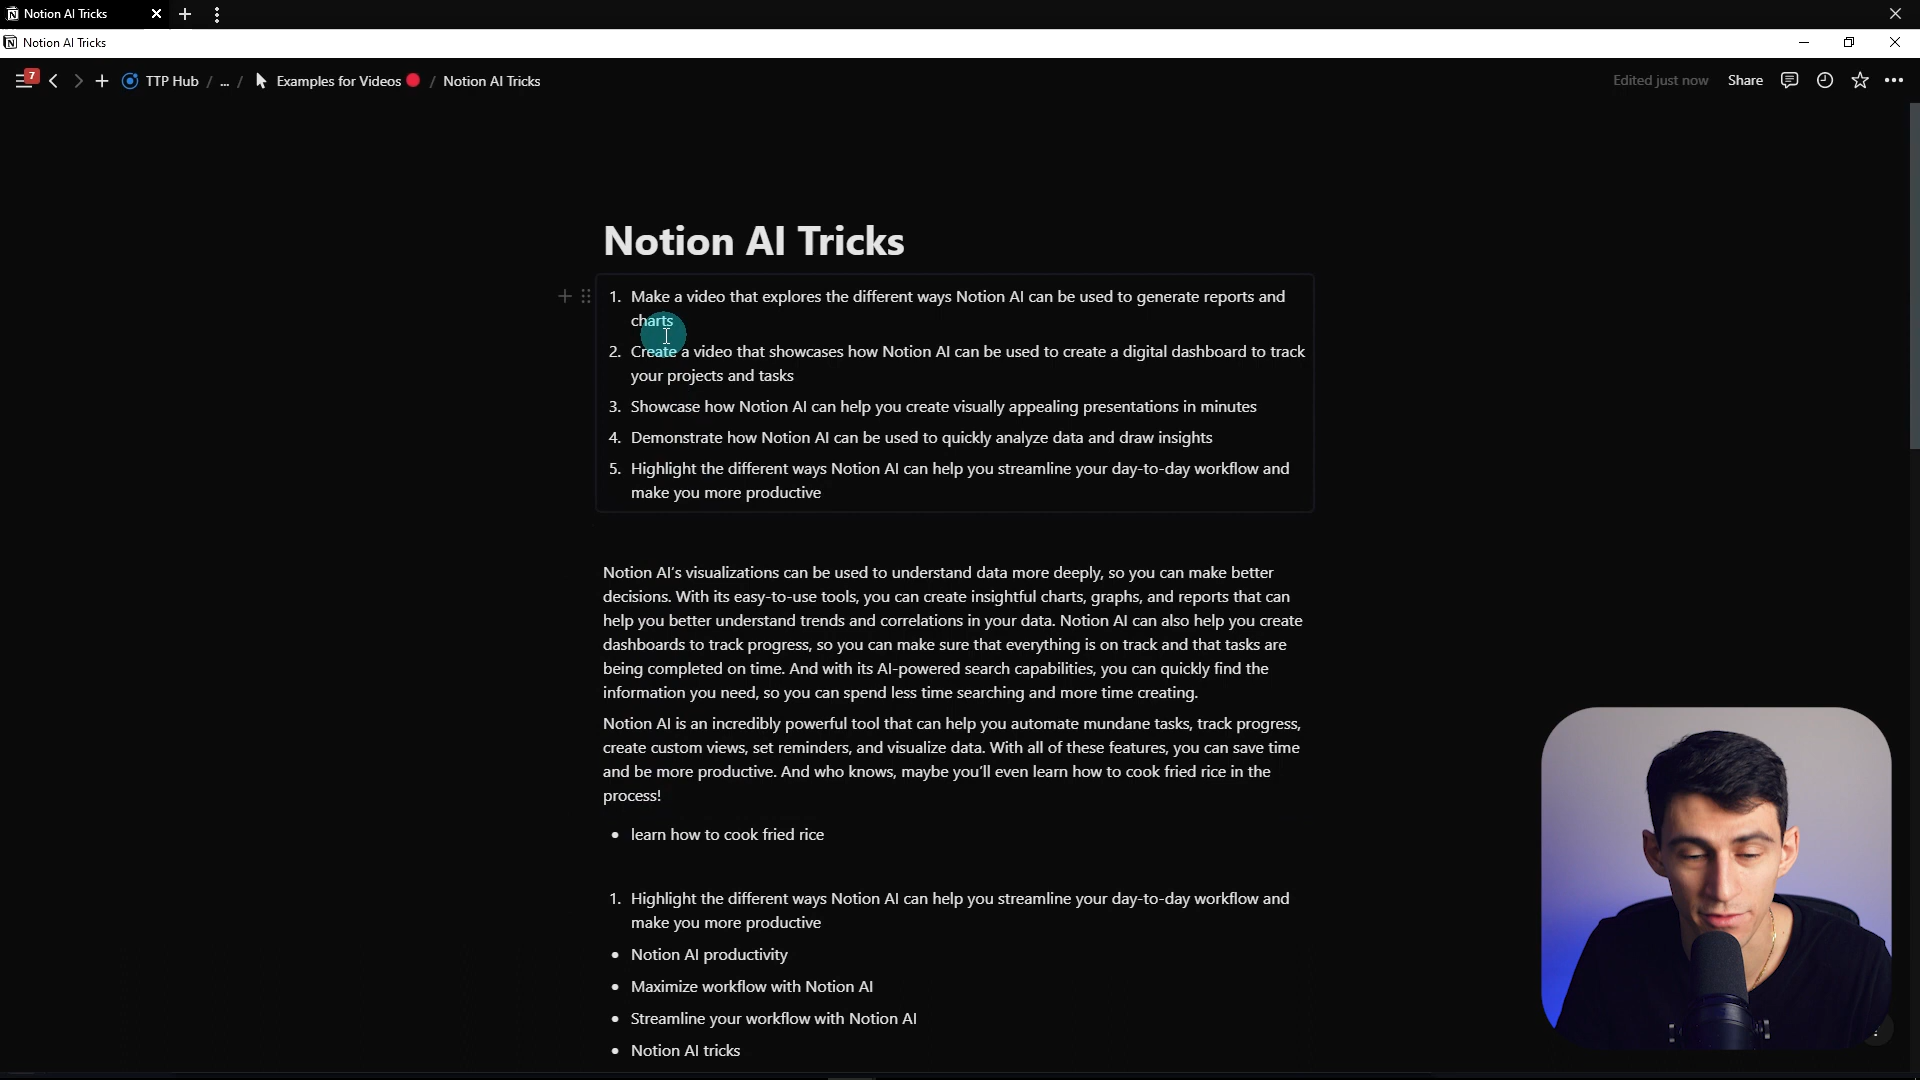 Notion AI Tricks
Notion AI Tricks
7
TTP Hub / ... / Examples for Videos / Notion AI Tricks
Edited just now Share
Notion AI Tricks
1. Make a video that explores the different ways Notion AI can be used to generate reports and
charts
2. Create a video that showcases how Notion AI can be used to create a digital dashboard to track
your projects and tasks
3. Showcase how Notion AI can help you create visually appealing presentations in minutes
4. Demonstrate how Notion AI can be used to quickly analyze data and draw insights
5. Highlight the different ways Notion AI can help you streamline your day-to-day workflow and
make you more productive
Notion AI's visualizations can be used to understand data more deeply, so you can make better
decisions. With its easy-to-use tools, you can create insightful charts, graphs, and reports that can
help you better understand trends and correlations in your data. Notion AI can also help you create
dashboards to track progress, so you can make sure that everything is on track and that tasks are
being completed on time. And with its AI-powered search capabilities, you can quickly find the
information you need, so you can spend less time searching and more time creating.
Notion AI is an incredibly powerful tool that can help you automate mundane tasks, track progress,
create custom views, set reminders, and visualize data. With all of these features, you can save time
and be more productive. And who knows, maybe you'll even learn how to cook fried rice in the
process!
• learn how to cook fried rice
1. Highlight the different ways Notion AI can help you streamline your day-to-day workflow and
make you more productive
• Notion AI productivity
• Maximize workflow with Notion AI
• Streamline your workflow with Notion AI
• Notion AI tricks